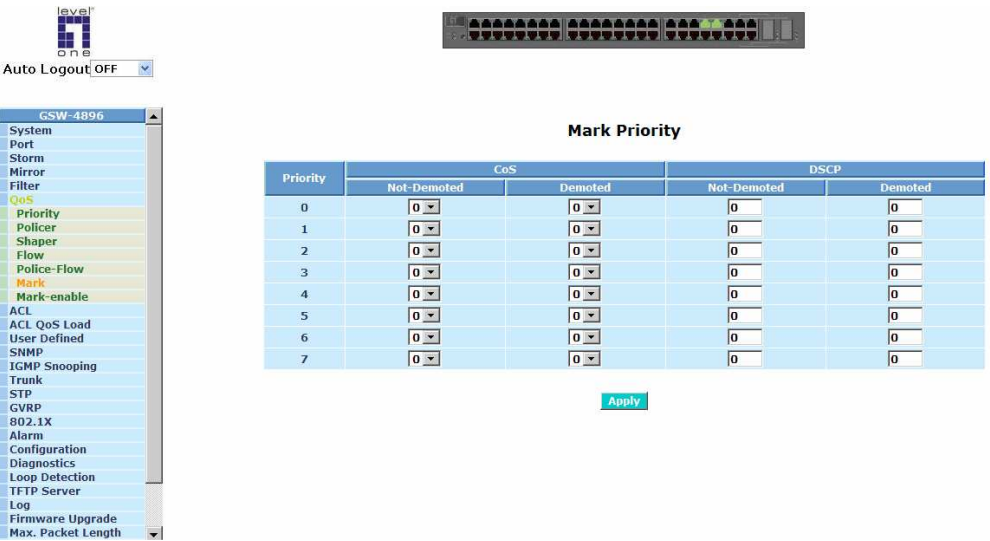 level
one
Auto Logout OFF
GSW-4896
System
Port
Storm
Mirror
Filter
QoS
Priority
Policer
Shaper
Flow
Police-Flow
Mark
Mark-enable
ACL
ACL QoS Load
User Defined
SNMP
IGMP Snooping
Trunk
STP
GVRP
802.1X
Alarm
Configuration
Diagnostics
Loop Detection
TFTP Server
Log
Firmware Upgrade
Max. Packet Length
Mark Priority
Priority CoS DSCP
Not-Demoted Demoted Not-Demoted Demoted
0 0 0 0 0
1 0 0 0 0
2 0 0 0 0
3 0 0 0 0
4 0 0 0 0
5 0 0 0 0
6 0 0 0 0
7 0 0 0 0
Apply